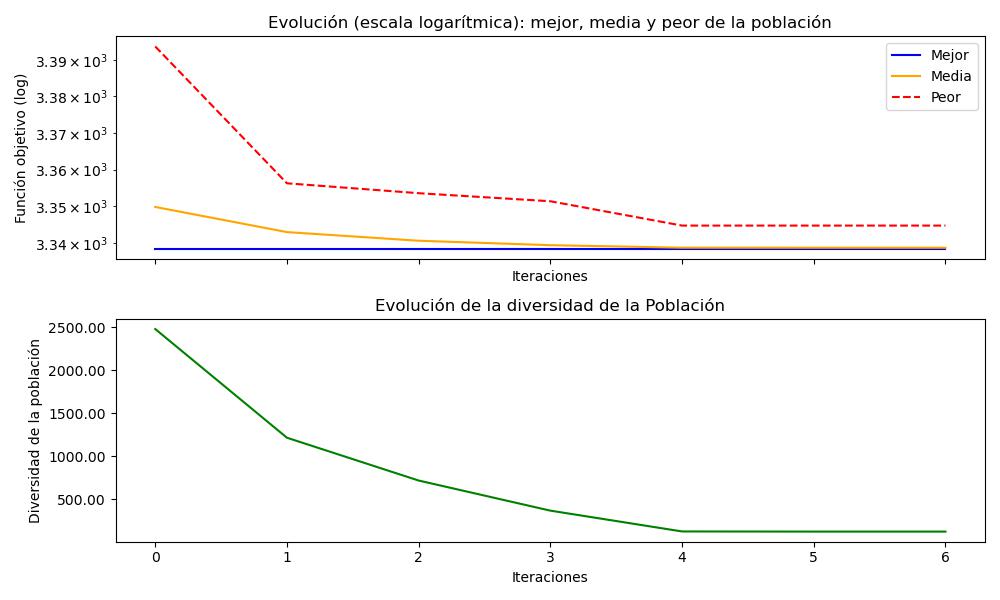 Evolución (escala logarítmica): mejor, media y peor de la población
Función objetivo (log)
3.39 × 10³
3.38 × 10³
3.37 × 10³
3.36 × 10³
3.35 × 10³
3.34 × 10³
Mejor
Media
Peor
Iteraciones
Evolución de la diversidad de la Población
Diversidad de la población
2500.00
2000.00
1500.00
1000.00
500.00
0 1 2 3 4 5 6
Iteraciones